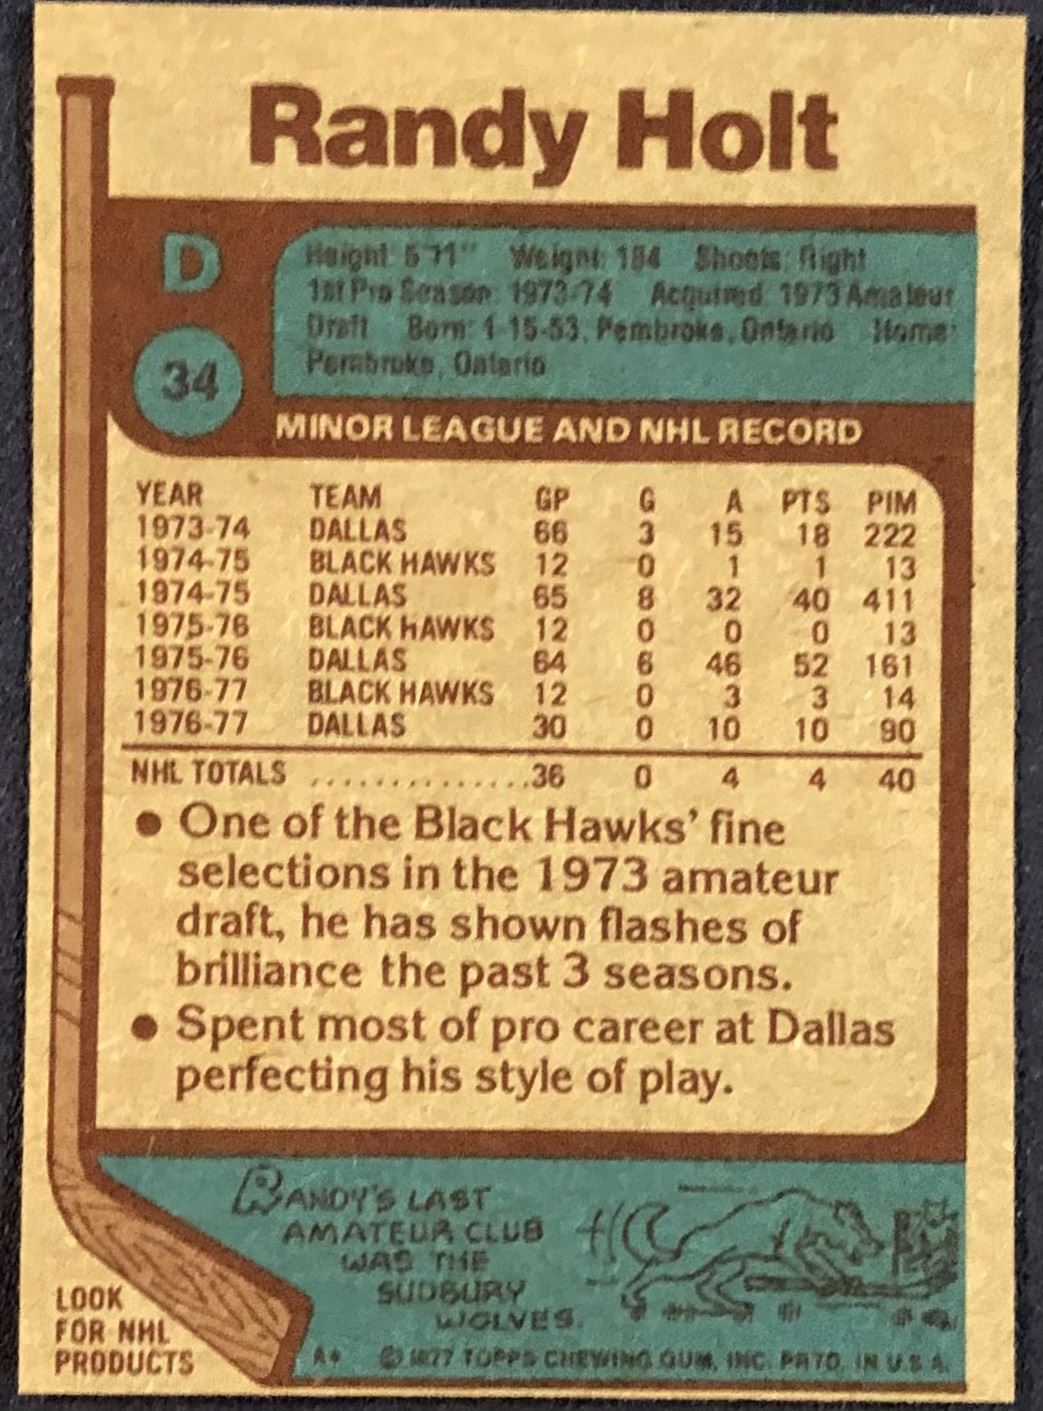 Randy Holt
D
34
Height: 5'11" Weight: 184 Shoots: Right
1st Pro Season: 1973-74 Acquired: 1973 Amateur
Draft Born: 1-15-53, Pembroke, Ontario Home:
Pembroke, Ontario
MINOR LEAGUE AND NHL RECORD
YEAR TEAM GP G A PTS PIM
1973-74 DALLAS 66 3 15 18 222
1974-75 BLACK HAWKS 12 0 1 1 13
1974-75 DALLAS 65 8 32 40 411
1975-76 BLACK HAWKS 12 0 0 0 13
1975-76 DALLAS 64 6 46 52 161
1976-77 BLACK HAWKS 12 0 3 3 14
1976-77 DALLAS 30 0 10 10 90
NHL TOTALS ..............36 0 4 4 40
● One of the Black Hawks' fine
selections in the 1973 amateur
draft, he has shown flashes of
brilliance the past 3 seasons.
● Spent most of pro career at Dallas
perfecting his style of play.
RANDY'S LAST
AMATEUR CLUB
WAS THE
SUDBURY
WOLVES.
LOOK
FOR NHL
PRODUCTS
A* © 1977 TOPPS CHEWING GUM, INC. PRTD. IN U.S.A.